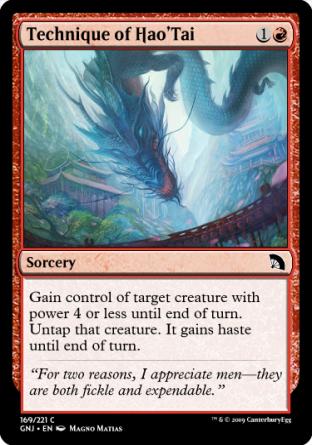 Technique of Hao'Tai 1
Sorcery
Gain control of target creature with
power 4 or less until end of turn.
Untap that creature. It gains haste
until end of turn.
“For two reasons, I appreciate men—they
are both fickle and expendable.”
169/221 C
GNJ • EN Magno Matias
™ & © 2019 CanterburyEgg